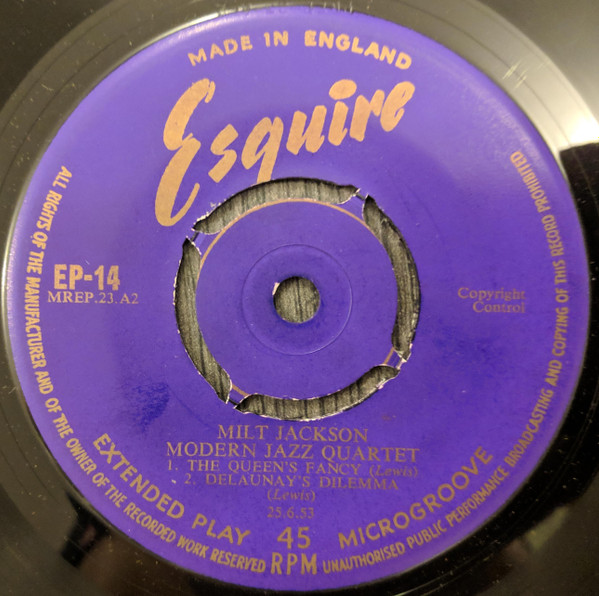 MADE IN ENGLAND
Esquire
EP-14
MREP.23.A2
Copyright
Control
MILT JACKSON
MODERN JAZZ QUARTET
1. THE QUEEN'S FANCY (Lewis)
2. DELAUNAY'S DILEMMA
(Lewis)
25.6.53
EXTENDED PLAY 45 MICROGROOVE
RPM
ALL RIGHTS OF THE MANUFACTURER AND OF THE OWNER OF THE RECORDED WORK RESERVED
UNAUTHORISED PUBLIC PERFORMANCE BROADCASTING AND COPYING OF THIS RECORD PROHIBITED